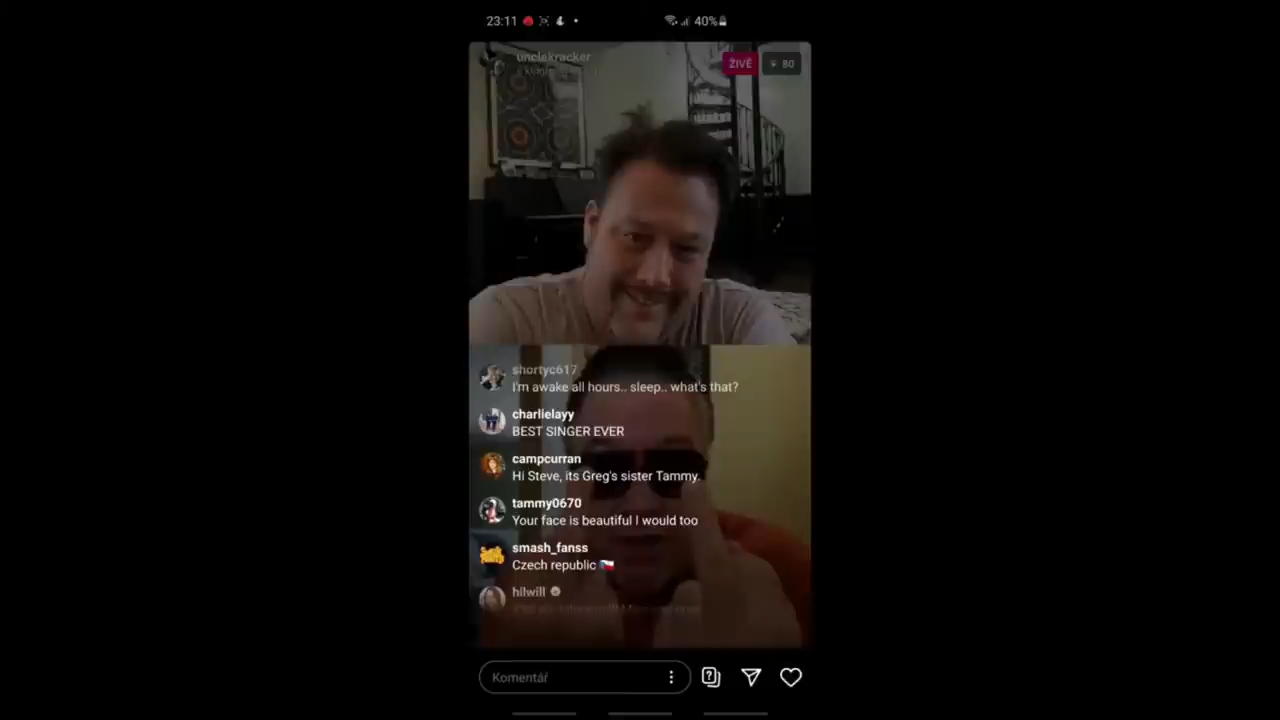 23:11
40%
unclekracker
ŽIVĚ
80
shortyc617
I'm awake all hours.. sleep.. what's that?
charlielayy
BEST SINGER EVER
campcurran
Hi Steve, its Greg's sister Tammy.
tammy0670
Your face is beautiful I would too
smash_fanss
Czech republic 🇨🇿
hilwill
Komentář